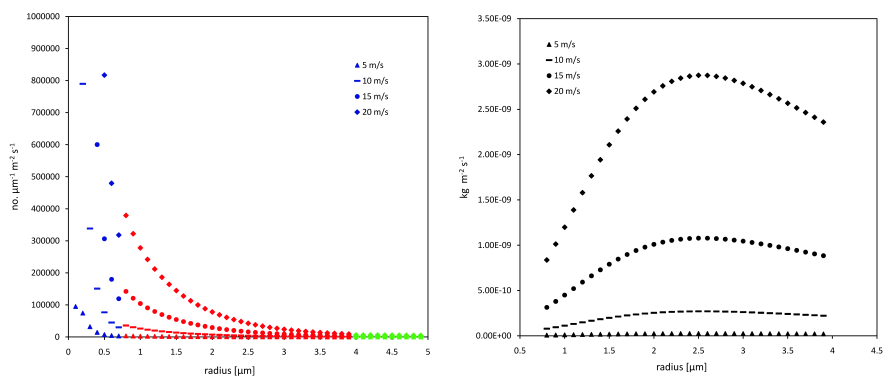 1000000
900000
800000
700000
600000
500000
400000
300000
200000
100000
0
no. µm⁻¹ m⁻² s⁻¹
5 m/s
10 m/s
15 m/s
20 m/s
0 0.5 1 1.5 2 2.5 3 3.5 4 4.5 5
radius [µm]
3.50E-09
3.00E-09
2.50E-09
2.00E-09
1.50E-09
1.00E-09
5.00E-10
0.00E+00
kg m⁻² s⁻¹
5 m/s
10 m/s
15 m/s
20 m/s
0.5 1 1.5 2 2.5 3 3.5 4 4.5
radius [µm]